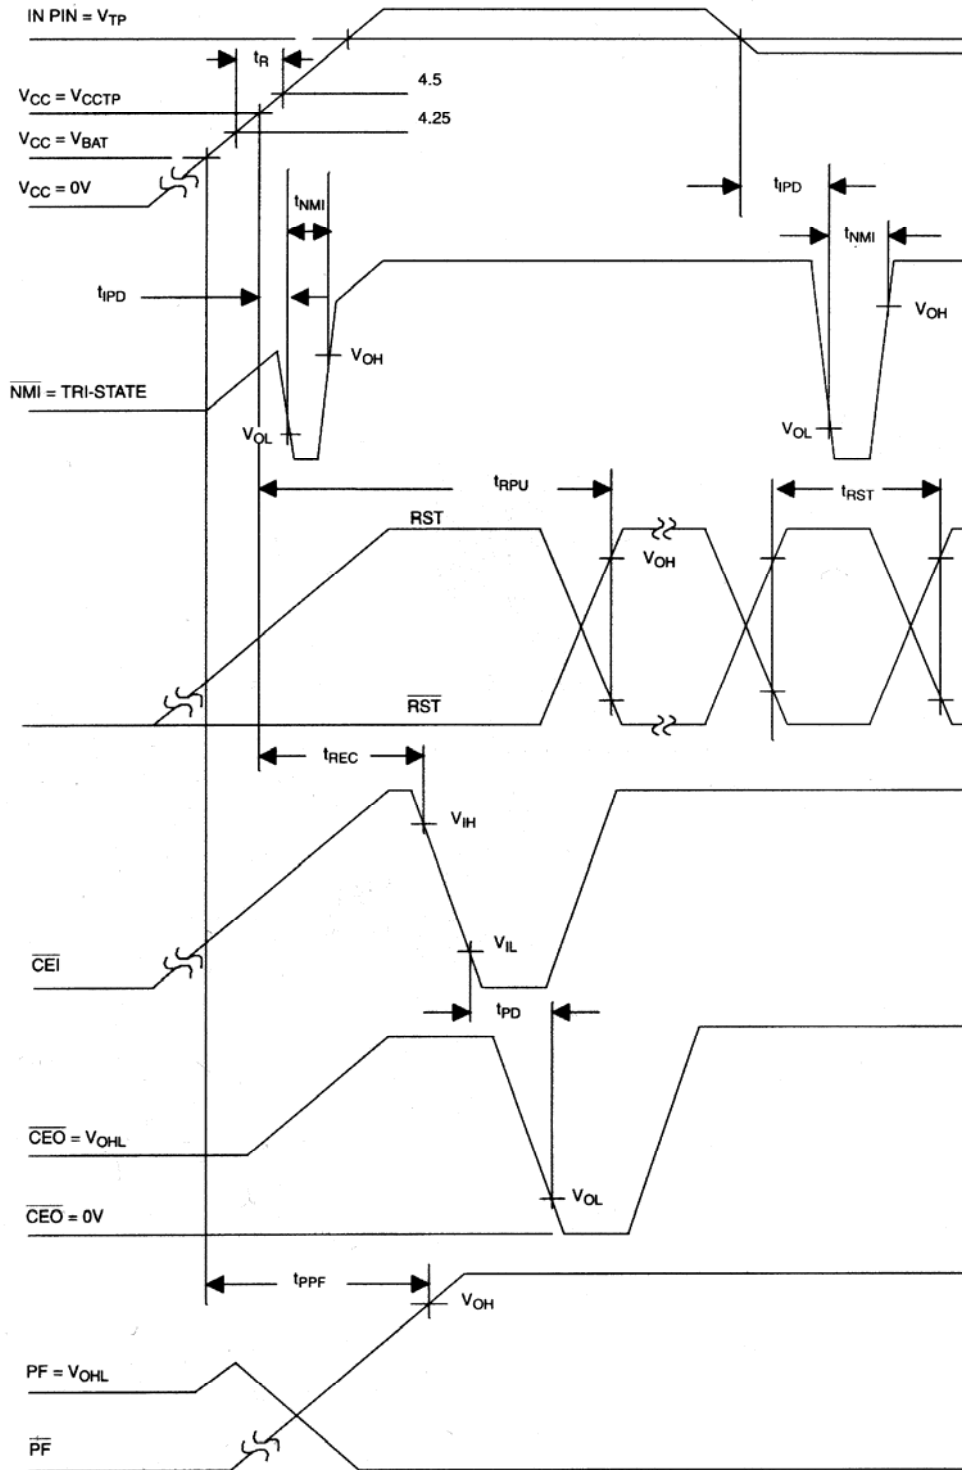 IN PIN = VTP
tR
4.5
VCC = VCCTP
4.25
VCC = VBAT
VCC = 0V
tIPD
tNMI
tNMI
tIPD
VOH
VOH
NMI = TRI-STATE
VOL
VOL
tRPU
tRST
RST
VOH
RST
tREC
VIH
VIL
CEI
tPD
CEO = VOHL
VOL
CEO = 0V
tPPF
VOH
PF = VOHL
PF